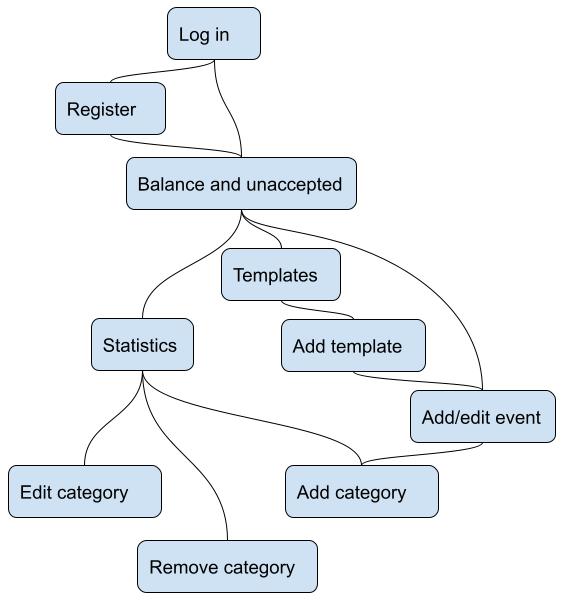 Log in
Register
Balance and unaccepted
Templates
Statistics
Add template
Add/edit event
Edit category
Add category
Remove category